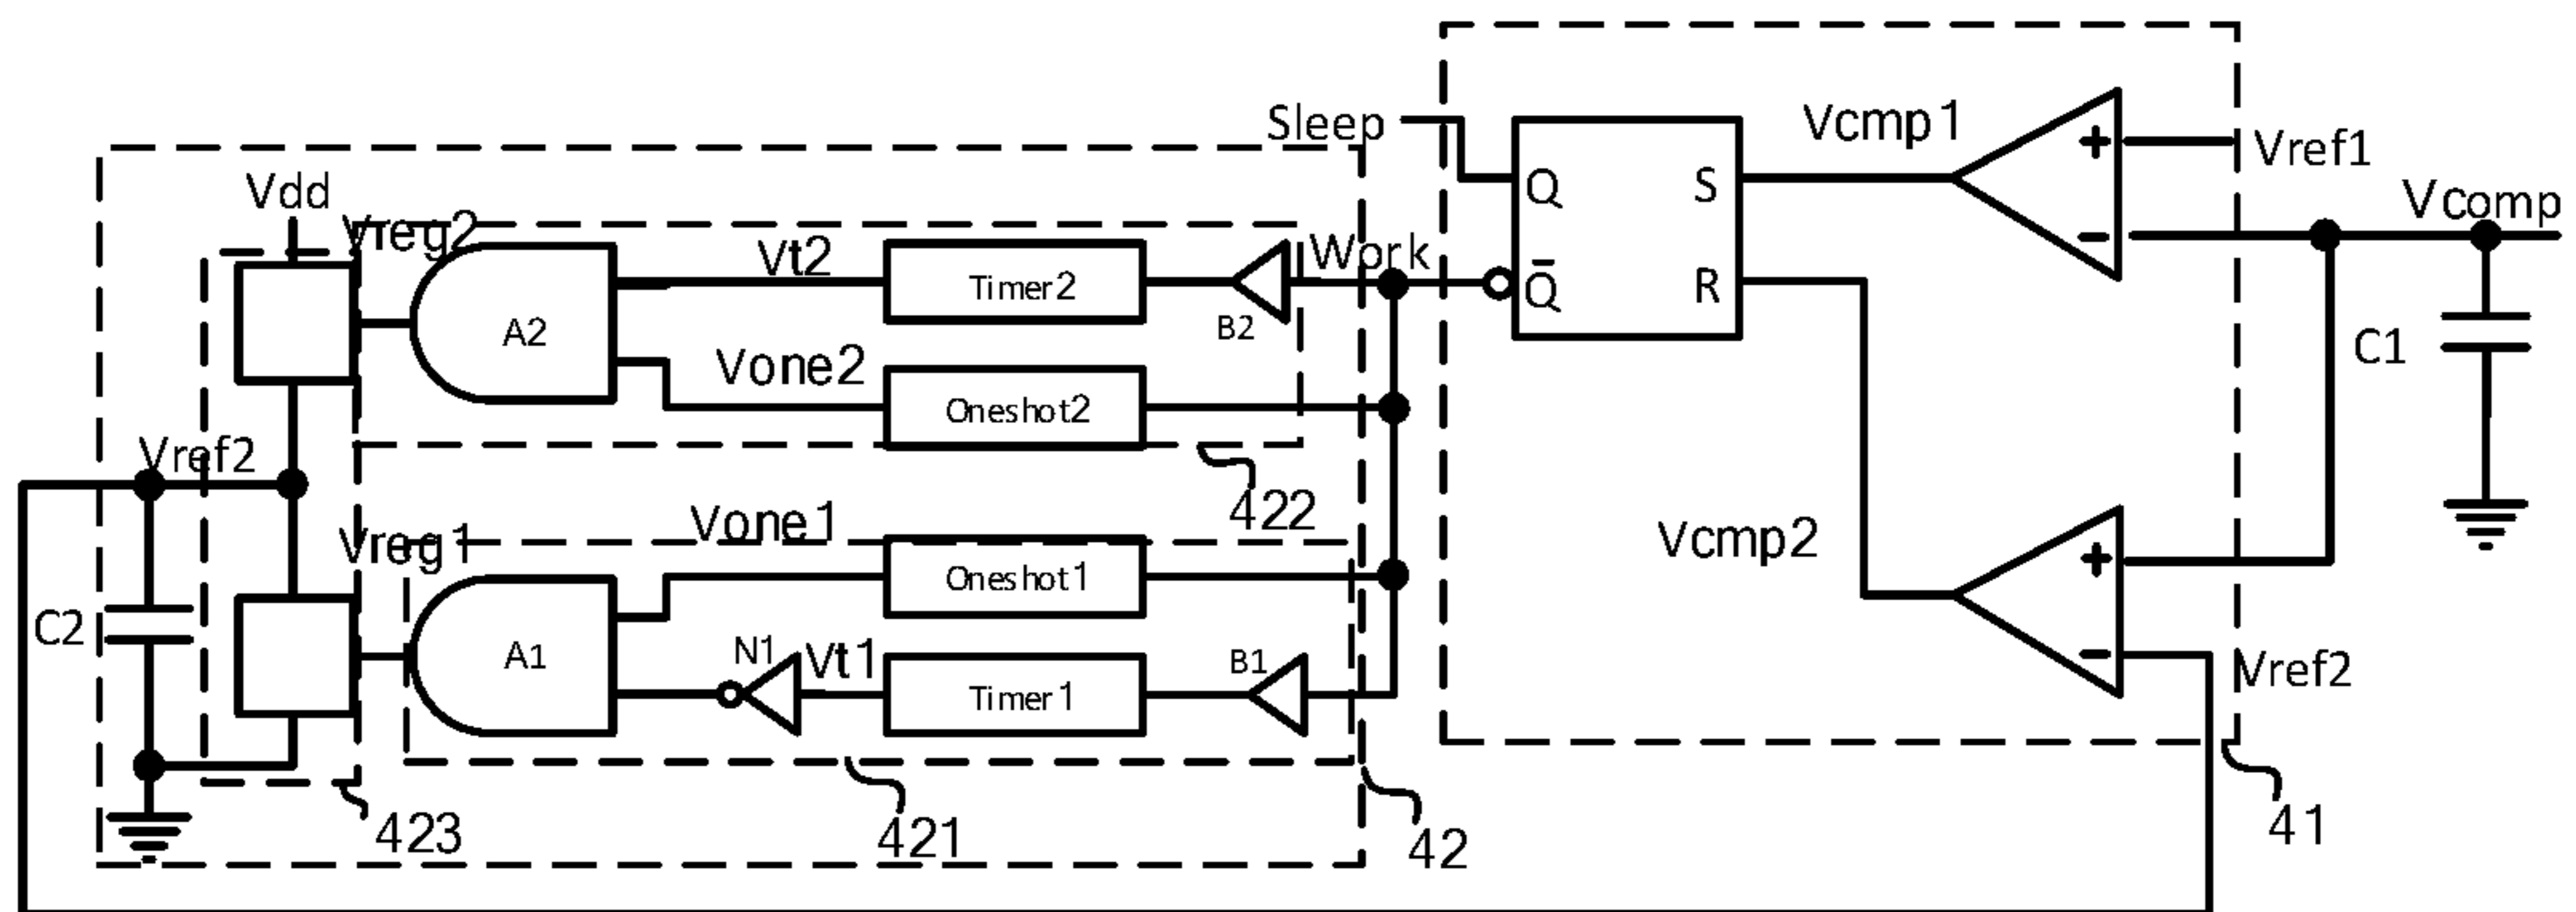 Sleep
Vcmp1
Vref1
Vdd
Vreg2
Vt2
Timer2
B2
Work
Q
S
Q̄
R
Vcomp
A2
Vone2
Oneshot2
C1
Vref2
422
Vreg1
Vone1
Oneshot1
Vcmp2
C2
A1
N1
Vt1
Timer1
B1
Vref2
423
421
42
41
+
−
+
−